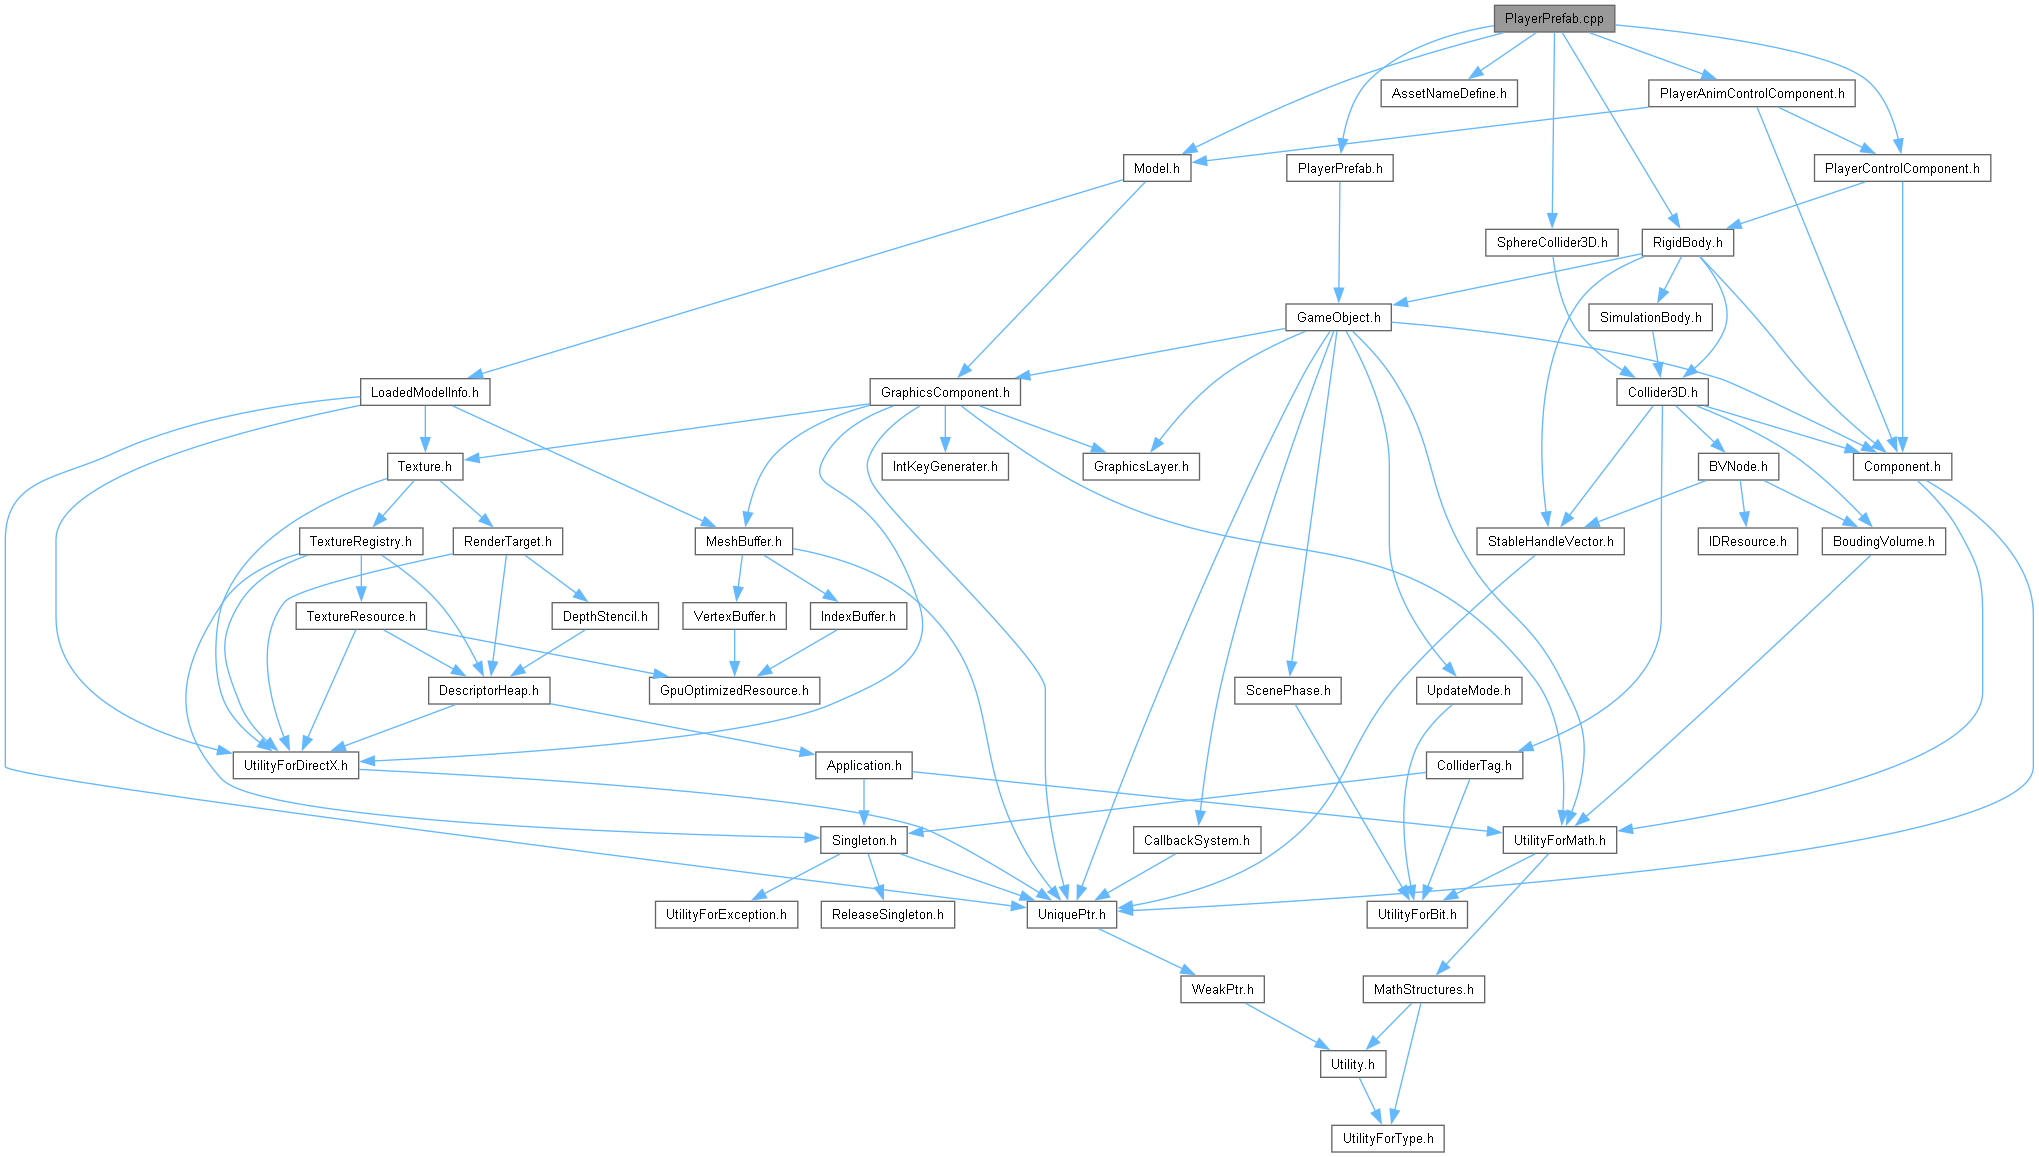 PlayerPrefab.cpp
AssetNameDefine.h
PlayerAnimControlComponent.h
Model.h
PlayerPrefab.h
PlayerControlComponent.h
SphereCollider3D.h
RigidBody.h
GameObject.h
SimulationBody.h
LoadedModelInfo.h
GraphicsComponent.h
Collider3D.h
Texture.h
IntKeyGenerater.h
GraphicsLayer.h
BVNode.h
Component.h
TextureRegistry.h
RenderTarget.h
MeshBuffer.h
StableHandleVector.h
IDResource.h
BoudingVolume.h
TextureResource.h
DepthStencil.h
VertexBuffer.h
IndexBuffer.h
DescriptorHeap.h
GpuOptimizedResource.h
ScenePhase.h
UpdateMode.h
UtilityForDirectX.h
Application.h
ColliderTag.h
Singleton.h
CallbackSystem.h
UtilityForMath.h
UtilityForException.h
ReleaseSingleton.h
UniquePtr.h
UtilityForBit.h
WeakPtr.h
MathStructures.h
Utility.h
UtilityForType.h